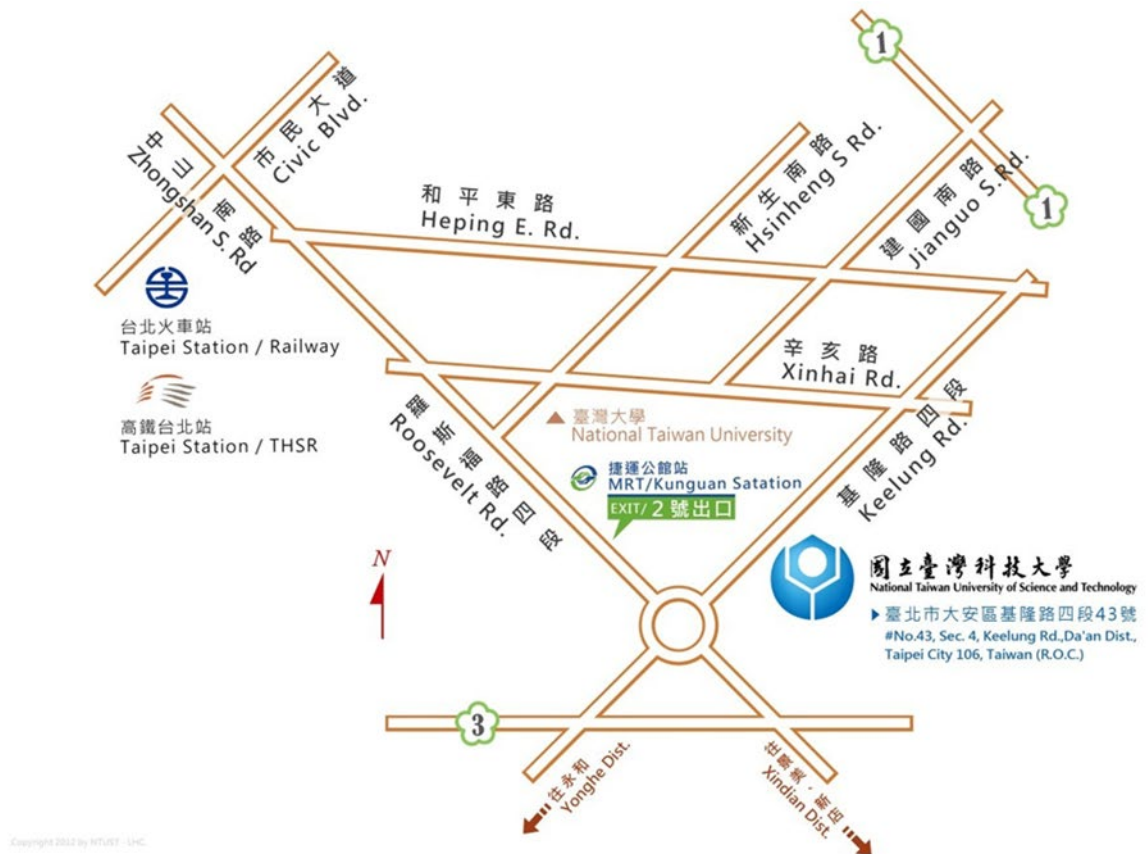 1
市民大道
Civic Blvd.
中山南路
Zhongshan S. Rd
和平東路
Heping E. Rd.
新生南路
Hsinheng S Rd.
建國南路
Jianguo S.Rd.
1
台北火車站
Taipei Station / Railway
高鐵台北站
Taipei Station / THSR
辛亥路
Xinhai Rd.
羅斯福路四段
Roosevelt Rd.
臺灣大學
National Taiwan University
捷運公館站
MRT/Kunguan Satation
EXIT/ 2 號出口
基隆路四段
Keelung Rd.
N
國立臺灣科技大學
National Taiwan University of Science and Technology
臺北市大安區基隆路四段43號
#No.43, Sec. 4, Keelung Rd.,Da'an Dist.,
Taipei City 106, Taiwan (R.O.C.)
3
往永和
Yonghe Dist.
往景美．新店
Xindian Dist.
Copyright 2012 by NTUST - LHC.